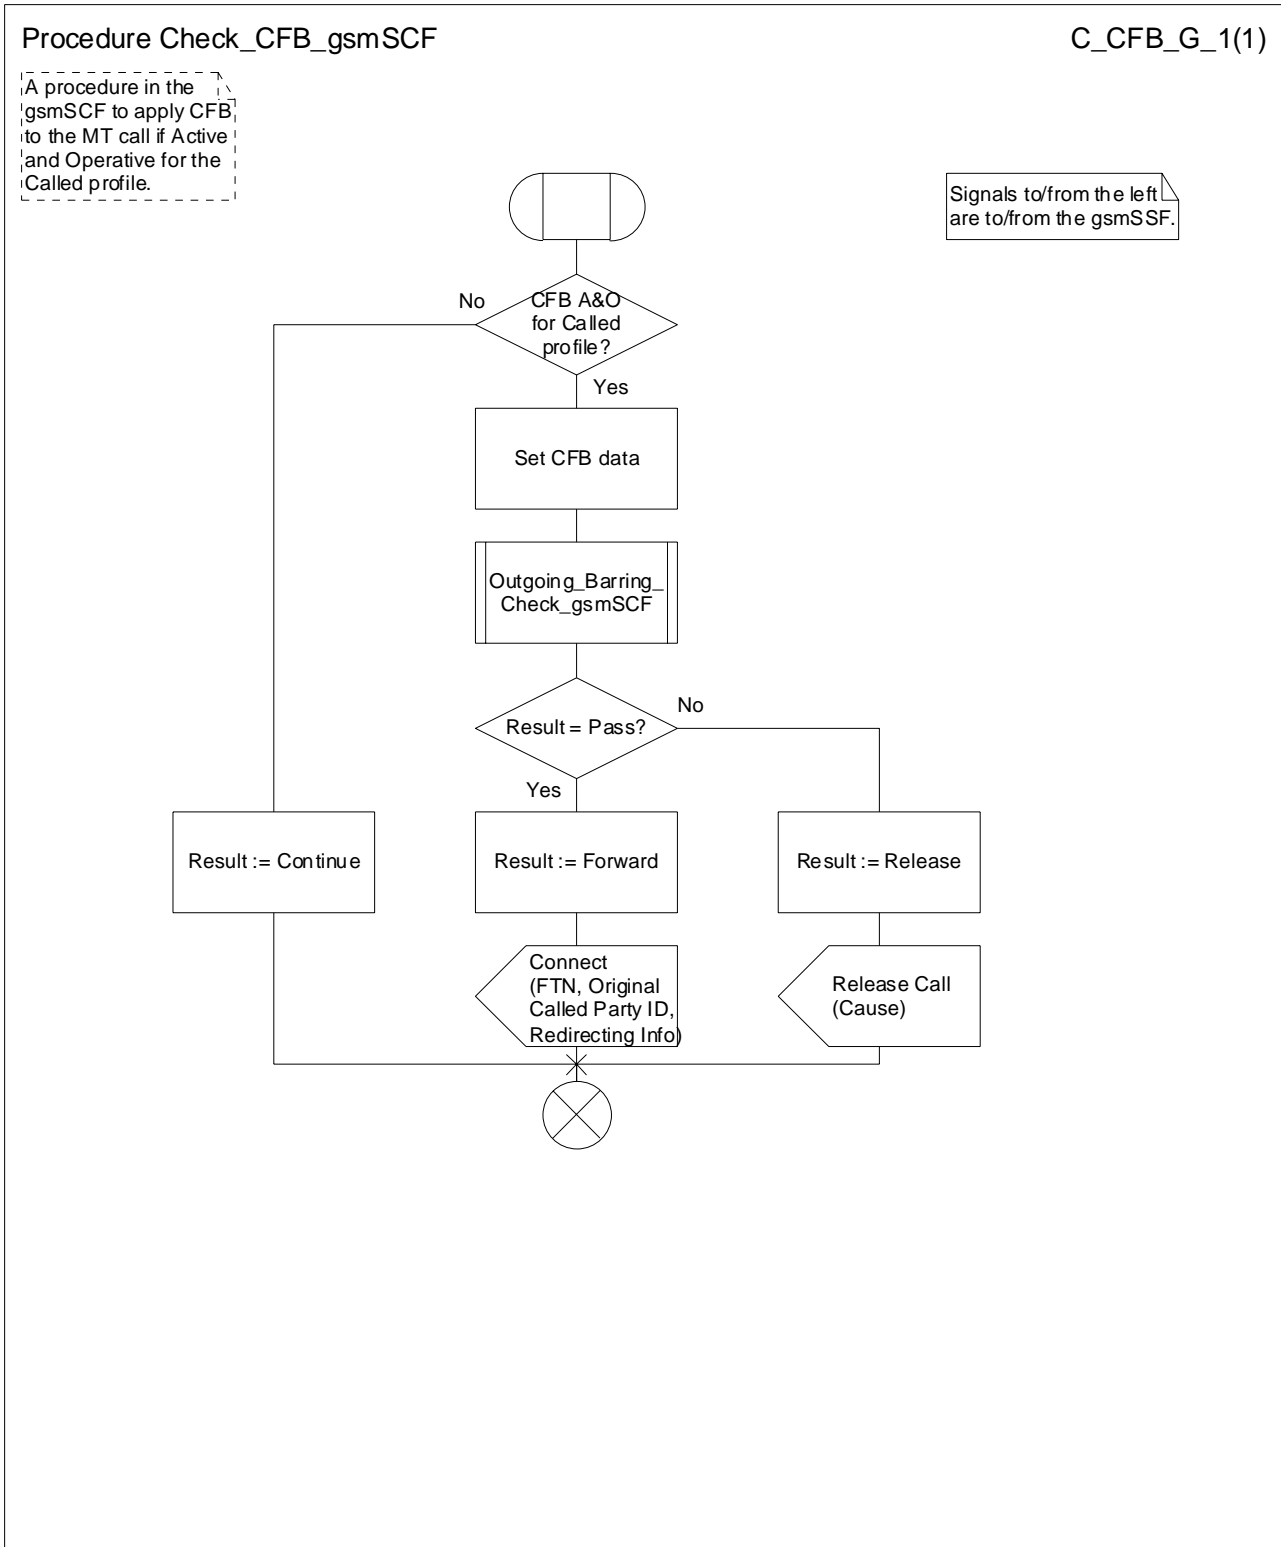 Procedure Check_CFB_gsmSCF
C_CFB_G_1(1)
A procedure in the
gsmSCF to apply CFB
to the MT call if Active
and Operative for the
Called profile.
Signals to/from the left
are to/from the gsmSSF.
No
CFB A&O
for Called
profile?
Yes
Set CFB data
Outgoing_Barring_
Check_gsmSCF
No
Result = Pass?
Yes
Result := Continue
Result := Forward
Result := Release
Connect
(FTN, Original
Called Party ID,
Redirecting Info)
Release Call
(Cause)